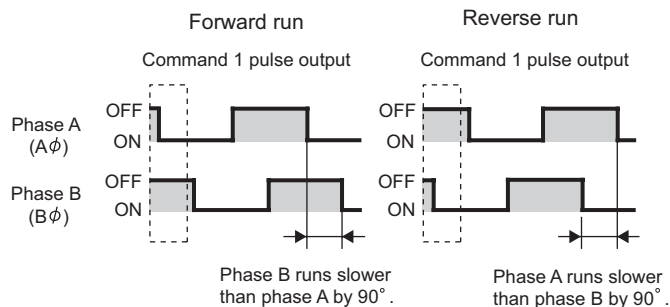 Forward run
Reverse run
Command 1 pulse output
Command 1 pulse output
Phase A
(Aϕ)
OFF
ON
OFF
ON
Phase B
(Bϕ)
OFF
ON
OFF
ON
Phase B runs slower
than phase A by 90°.
Phase A runs slower
than phase B by 90°.